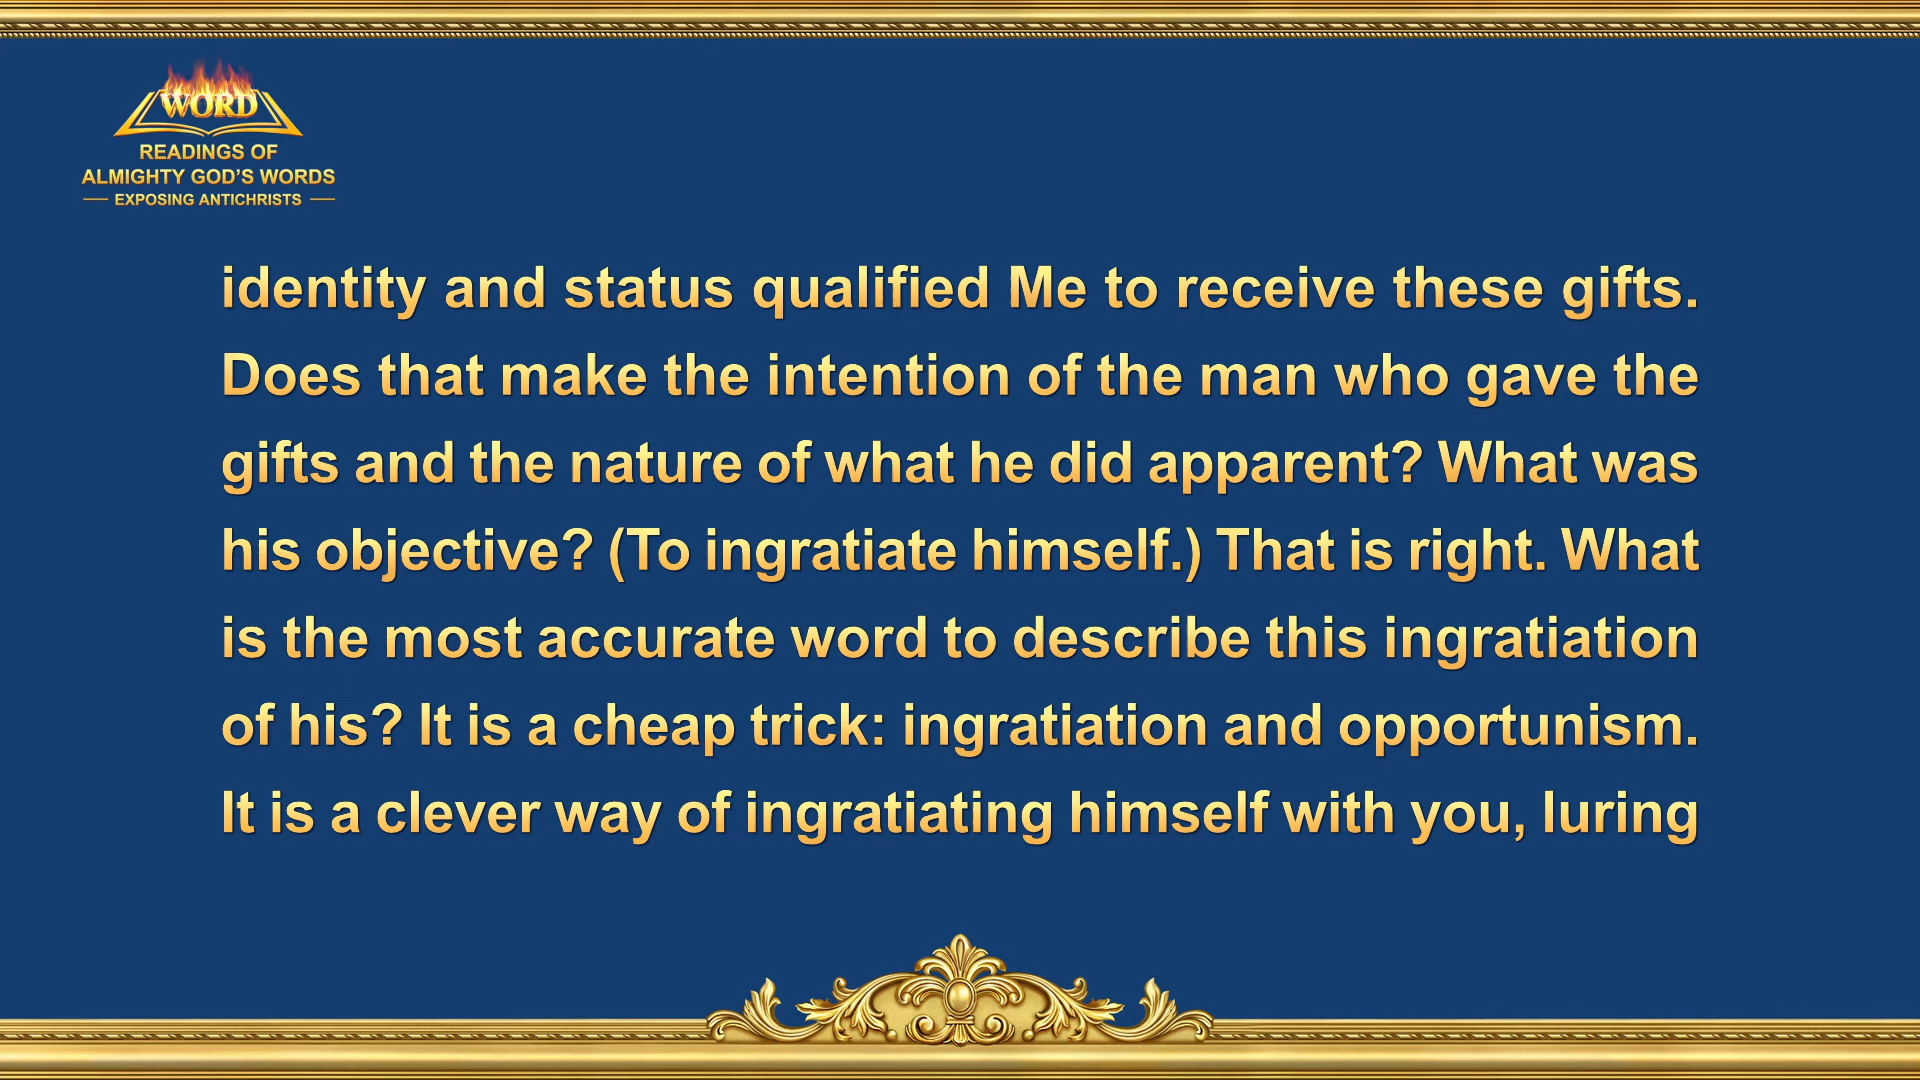 WORD
READINGS OF
ALMIGHTY GOD'S WORDS
EXPOSING ANTICHRISTS
identity and status qualified Me to receive these gifts.
Does that make the intention of the man who gave the
gifts and the nature of what he did apparent? What was
his objective? (To ingratiate himself.) That is right. What
is the most accurate word to describe this ingratiation
of his? It is a cheap trick: ingratiation and opportunism.
It is a clever way of ingratiating himself with you, luring